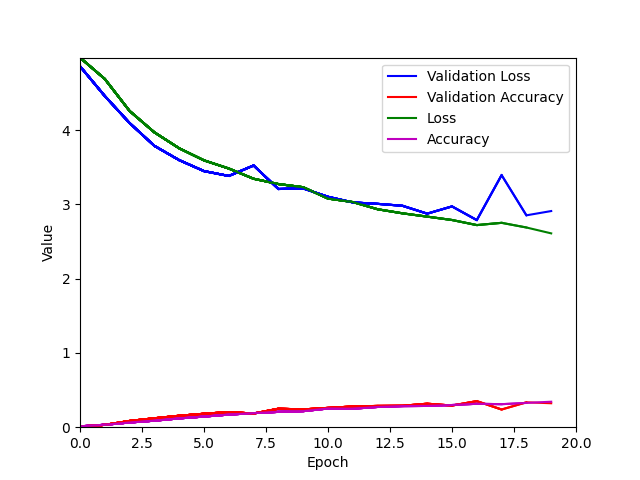 Validation Loss
Validation Accuracy
Loss
Accuracy
Value
4
3
2
1
0
0.0 2.5 5.0 7.5 10.0 12.5 15.0 17.5 20.0
Epoch